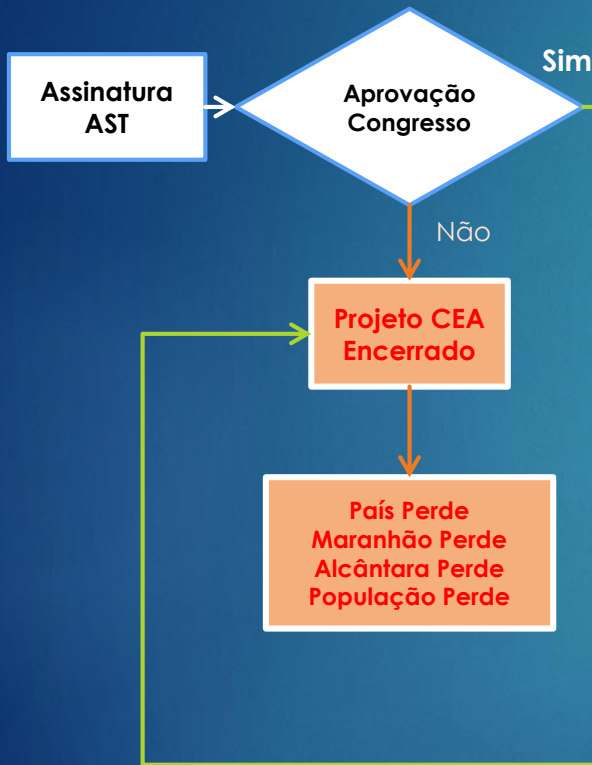 Assinatura
AST
Aprovação
Congresso
Sim
Não
Projeto CEA
Encerrado
País Perde
Maranhão Perde
Alcântara Perde
População Perde